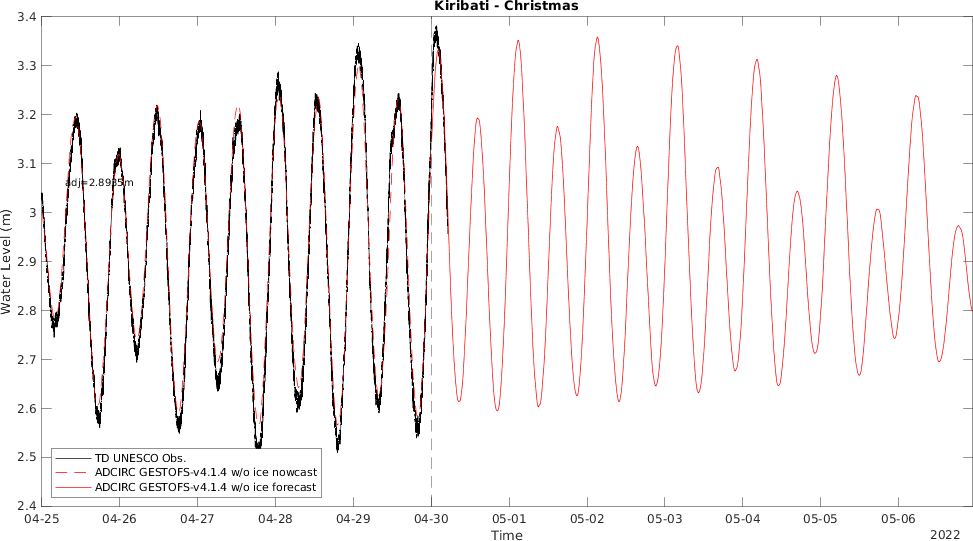 Kiribati - Christmas
3.4
3.3
3.2
3.1
3
2.9
2.8
2.7
2.6
2.5
2.4
Water Level (m)
adj=2.8935m
TD UNESCO Obs.
ADCIRC GESTOFS-v4.1.4 w/o ice nowcast
ADCIRC GESTOFS-v4.1.4 w/o ice forecast
04-25 04-26 04-27 04-28 04-29 04-30 05-01 05-02 05-03 05-04 05-05 05-06
Time
2022